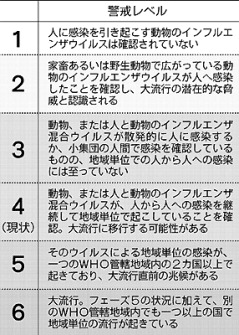 警戒レベル
1
人に感染を引き起こす動物のインフルエ
ンザウイルスは確認されていない
2
家畜あるいは野生動物で広がっている動
物のインフルエンザウイルスが人へ感染
したことを確認し、大流行の潜在的な脅
威と認識される
3
動物、または人と動物のインフルエンザ
混合ウイルスが散発的に人に感染する
か、小集団の人間で感染を確認している
ものの、地域単位での人から人への感染
には至っていない
4
(現状)
動物、または人と動物のインフルエンザ
混合ウイルスが、人から人への感染を継
続して地域単位で起こしていることを確
認。大流行に移行する可能性がある
5
そのウイルスによる地域単位の感染が、
一つのWHO管轄地域内の2カ国以上で
起きており、大流行直前の兆候がある
6
大流行。フェーズ5の状況に加えて、別
のWHO管轄地域内でも一つ以上の国で
地域単位の流行が起きている